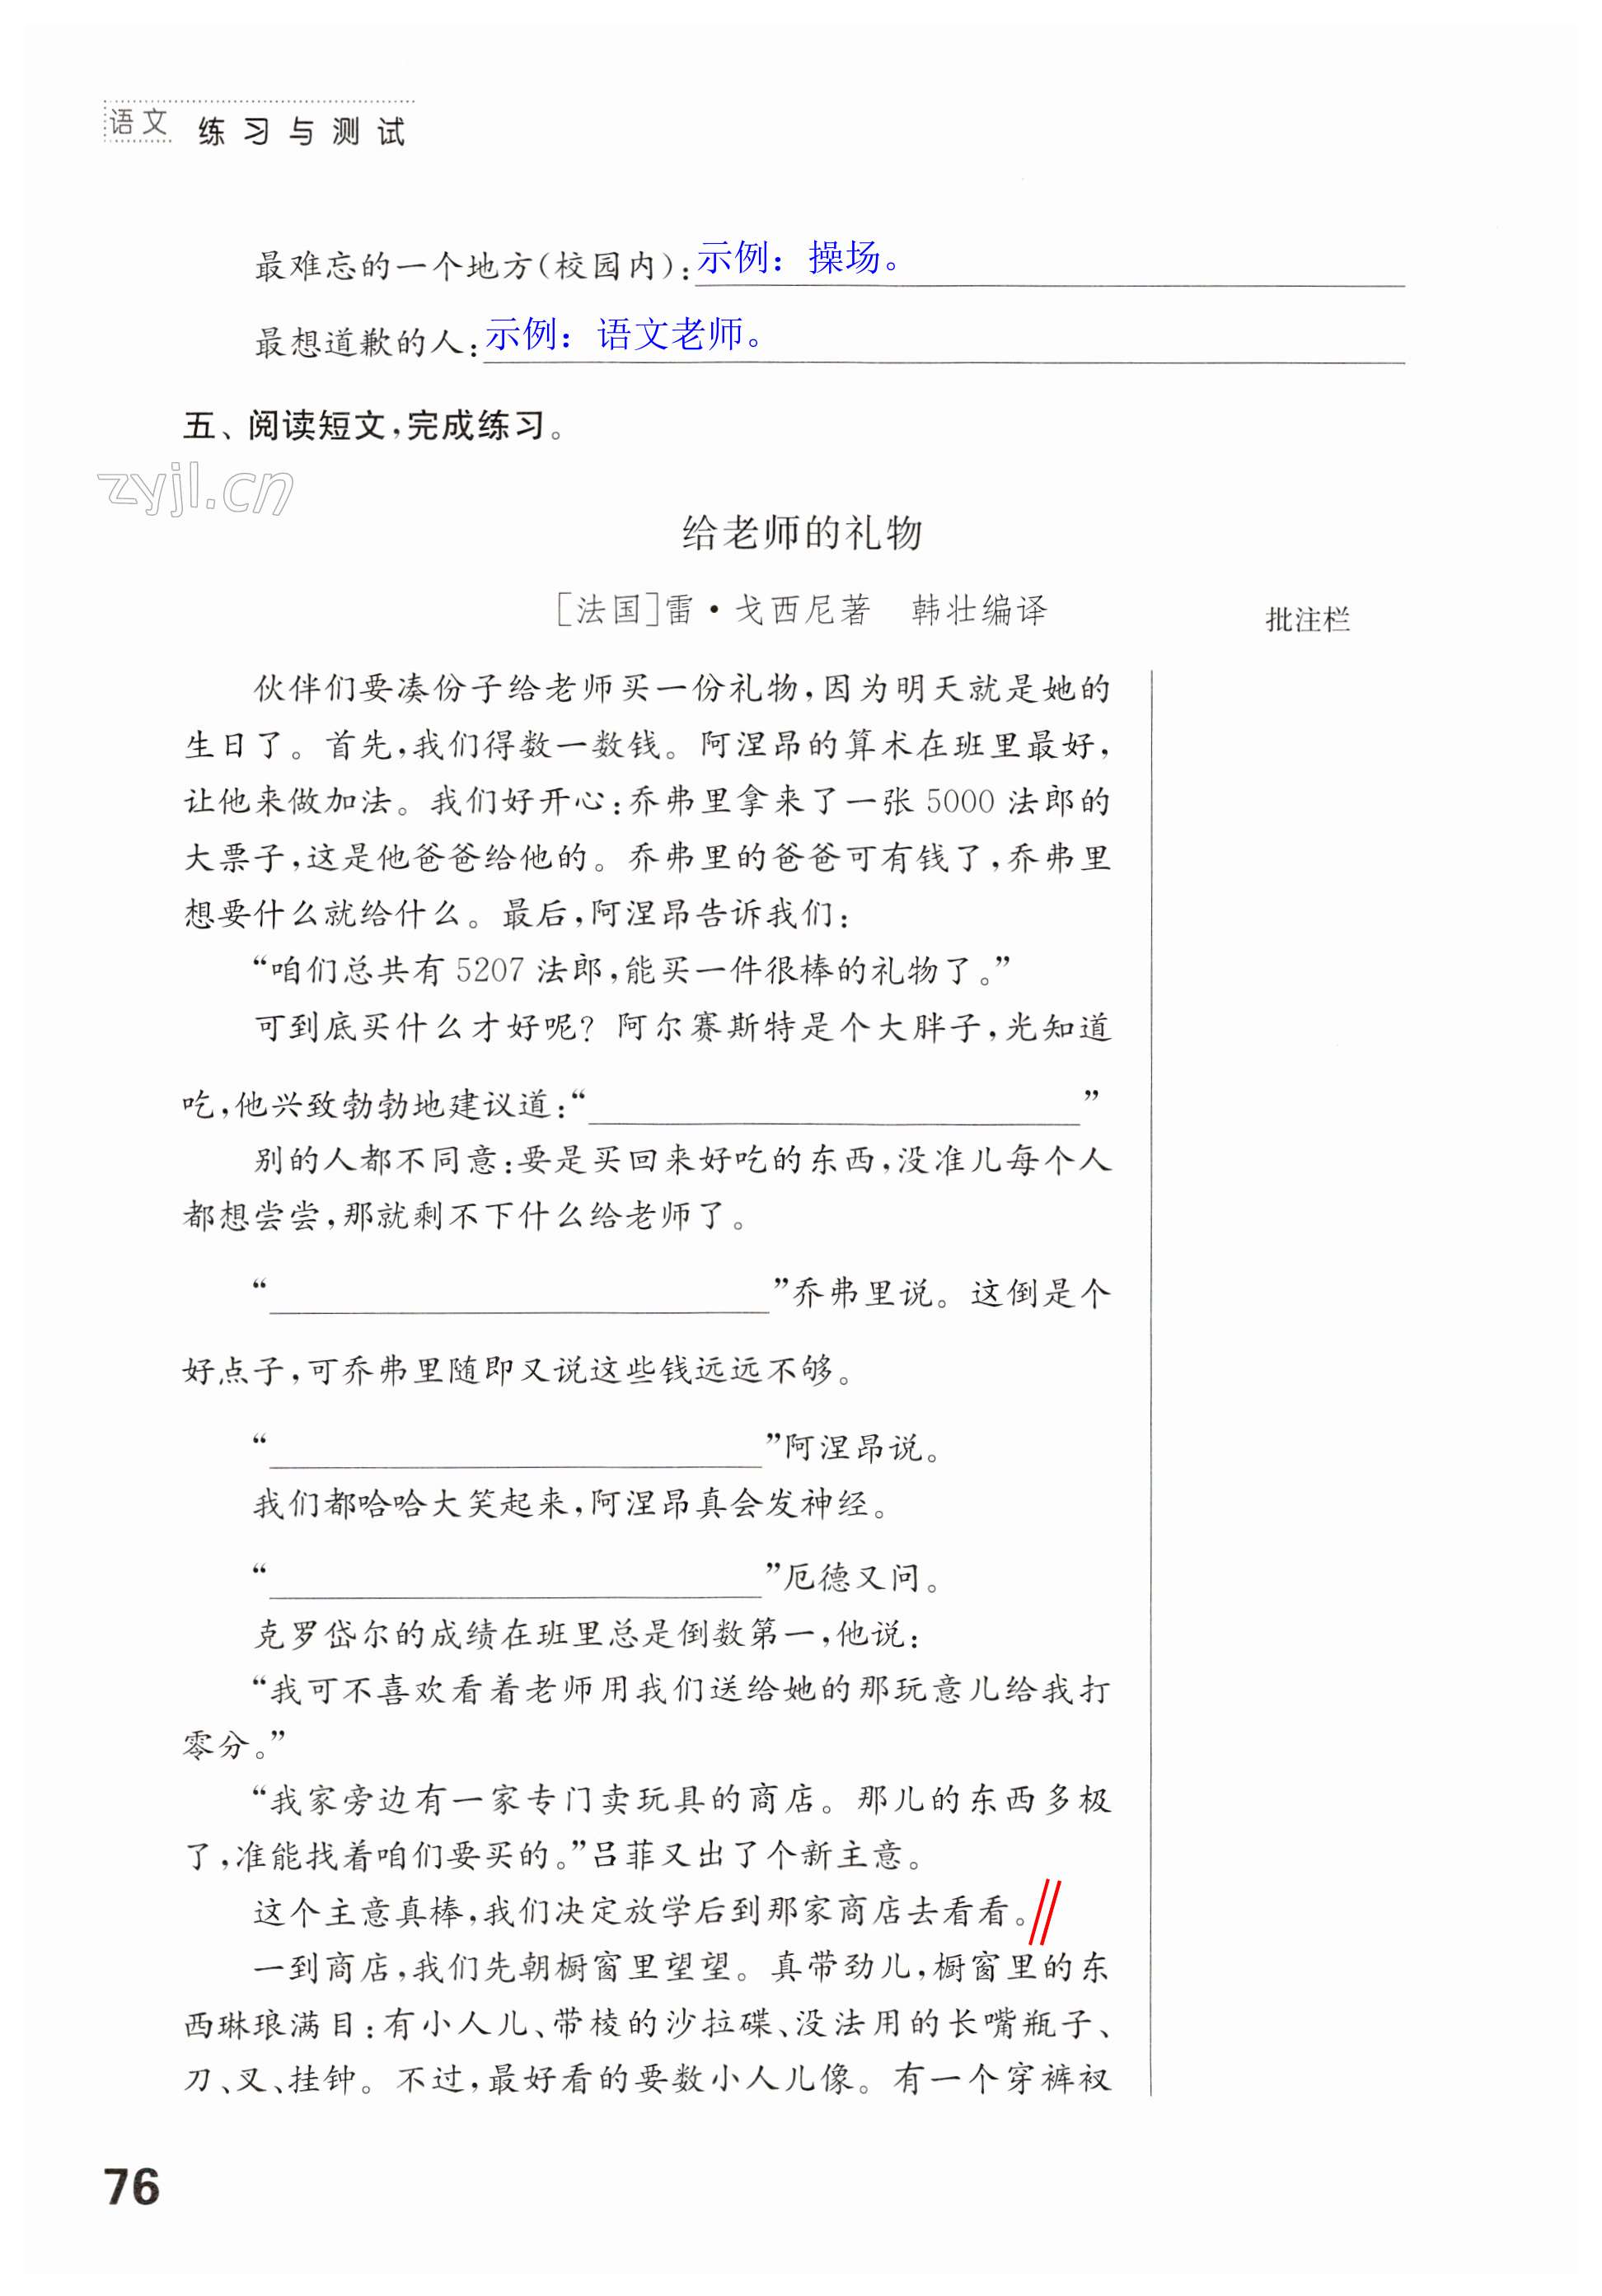 语文 练习与测试
最难忘的一个地方(校园内):示例：操场。
最想道歉的人:示例：语文老师。
五、阅读短文,完成练习。
zyjl.cn
给老师的礼物
[法国]雷·戈西尼著 韩壮编译
批注栏
伙伴们要凑份子给老师买一份礼物,因为明天就是她的
生日了。首先,我们得数一数钱。阿涅昂的算术在班里最好,
让他来做加法。我们好开心:乔弗里拿来了一张 5000 法郎的
大票子,这是他爸爸给他的。乔弗里的爸爸可有钱了,乔弗里
想要什么就给什么。最后,阿涅昂告诉我们:
“咱们总共有 5207 法郎,能买一件很棒的礼物了。”
可到底买什么才好呢? 阿尔赛斯特是个大胖子,光知道
吃,他兴致勃勃地建议道:“ ”
别的人都不同意:要是买回来好吃的东西,没准儿每个人
都想尝尝,那就剩不下什么给老师了。
“ ”乔弗里说。这倒是个
好点子,可乔弗里随即又说这些钱远远不够。
“ ”阿涅昂说。
我们都哈哈大笑起来,阿涅昂真会发神经。
“ ”厄德又问。
克罗岱尔的成绩在班里总是倒数第一,他说:
“我可不喜欢看着老师用我们送给她的那玩意儿给我打
零分。”
“我家旁边有一家专门卖玩具的商店。那儿的东西多极
了,准能找着咱们要买的。”吕菲又出了个新主意。
这个主意真棒,我们决定放学后到那家商店去看看。
一到商店,我们先朝橱窗里望望。真带劲儿,橱窗里的东
西琳琅满目:有小人儿、带棱的沙拉碟、没法用的长嘴瓶子、
刀、叉、挂钟。不过,最好看的要数小人儿像。有一个穿裤衩
76